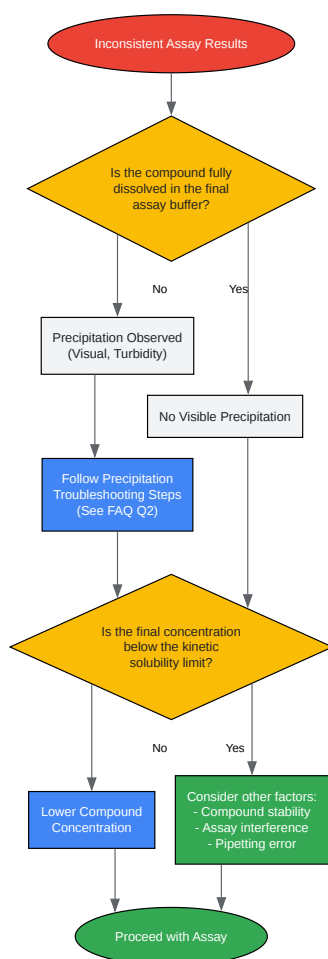 Inconsistent Assay Results
Is the compound fully
dissolved in the final
assay buffer?
No
Yes
Precipitation Observed
(Visual, Turbidity)
No Visible Precipitation
Follow Precipitation
Troubleshooting Steps
(See FAQ Q2)
Is the final concentration
below the kinetic
solubility limit?
No
Yes
Lower Compound
Concentration
Consider other factors:
- Compound stability
- Assay interference
- Pipetting error
Proceed with Assay